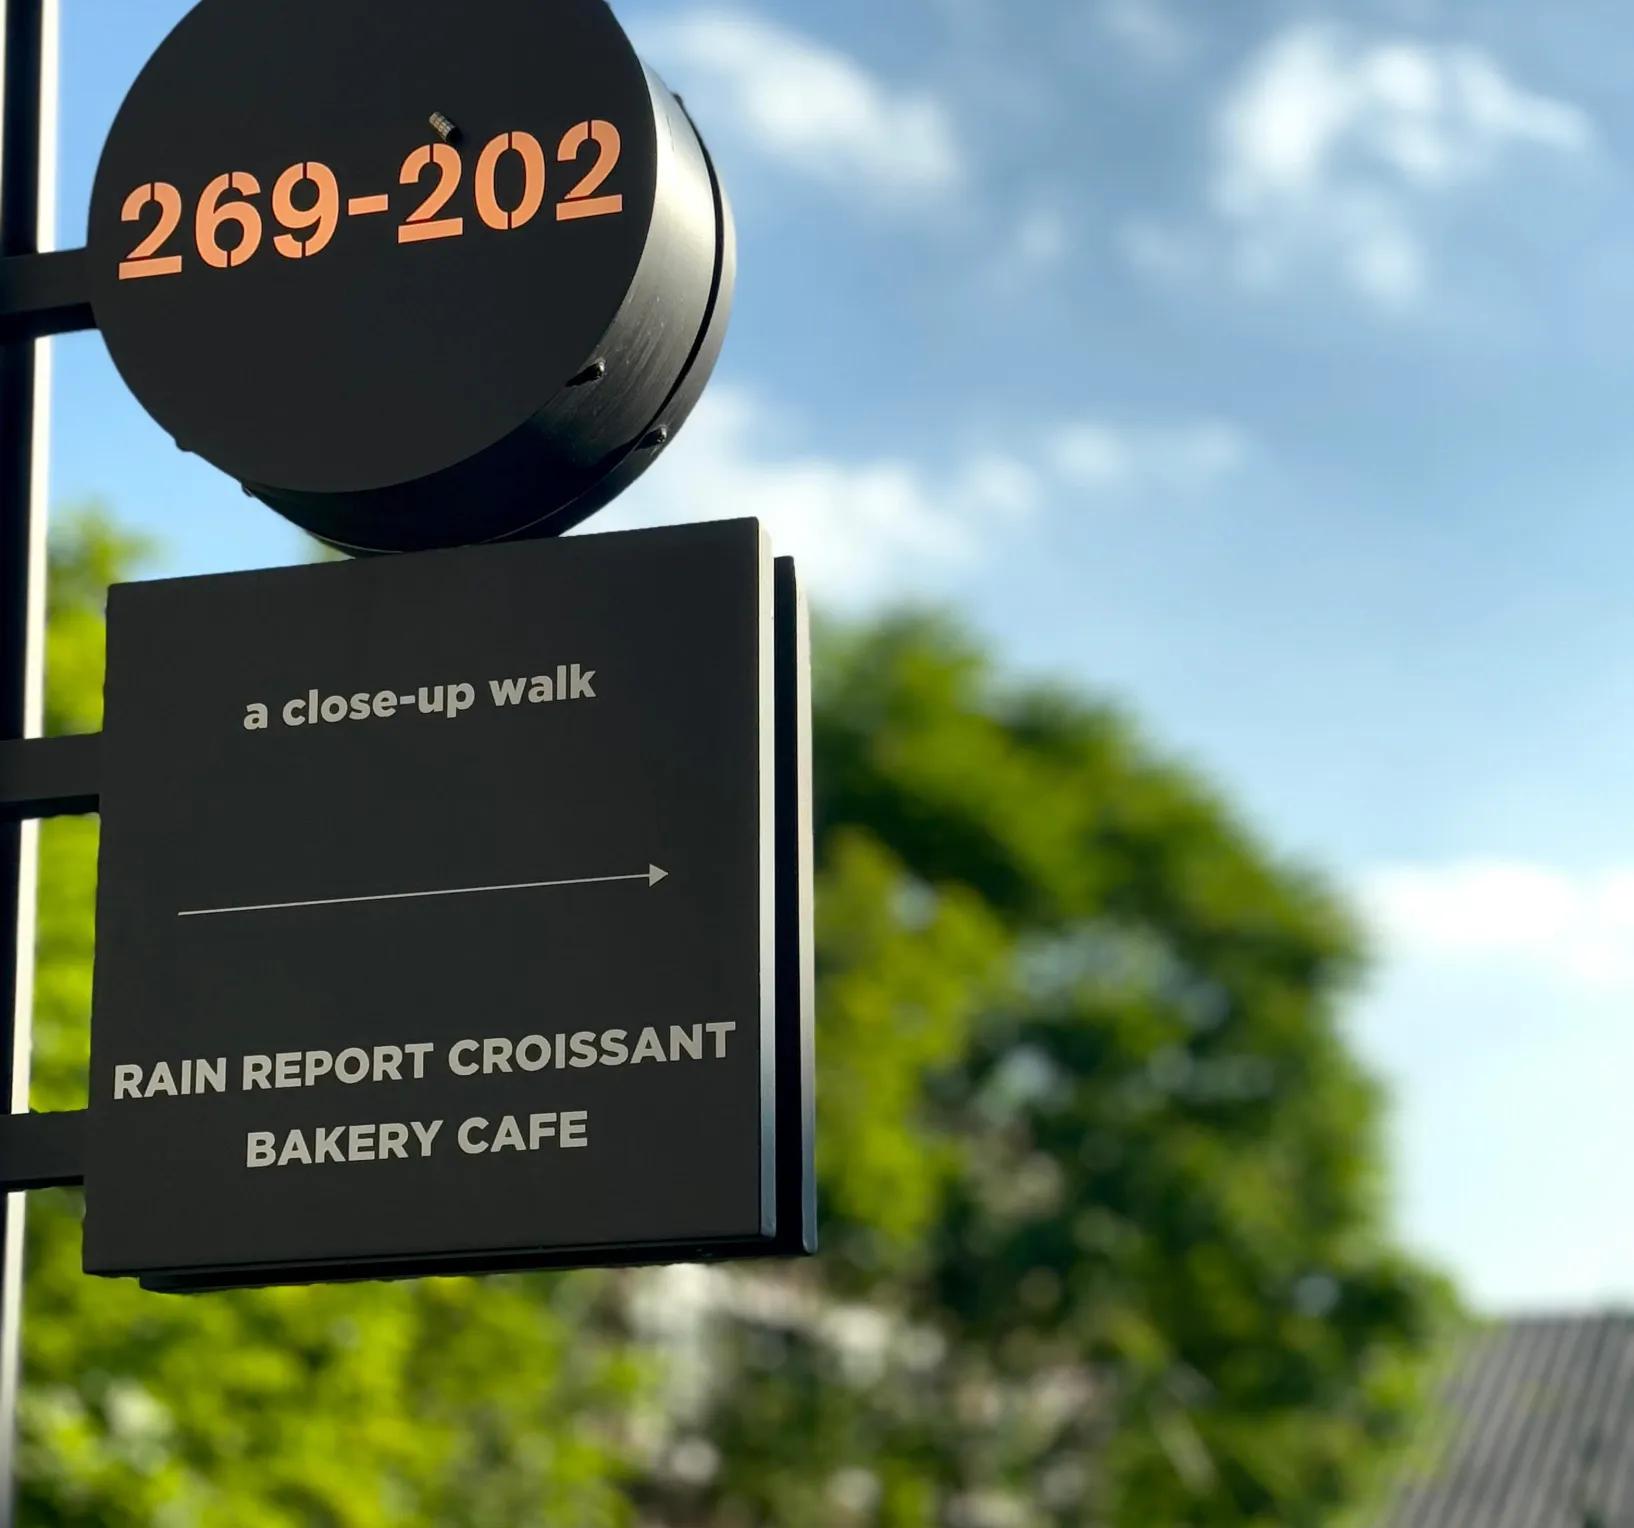 269-202
a close-up walk
RAIN REPORT CROISSANT
BAKERY CAFE